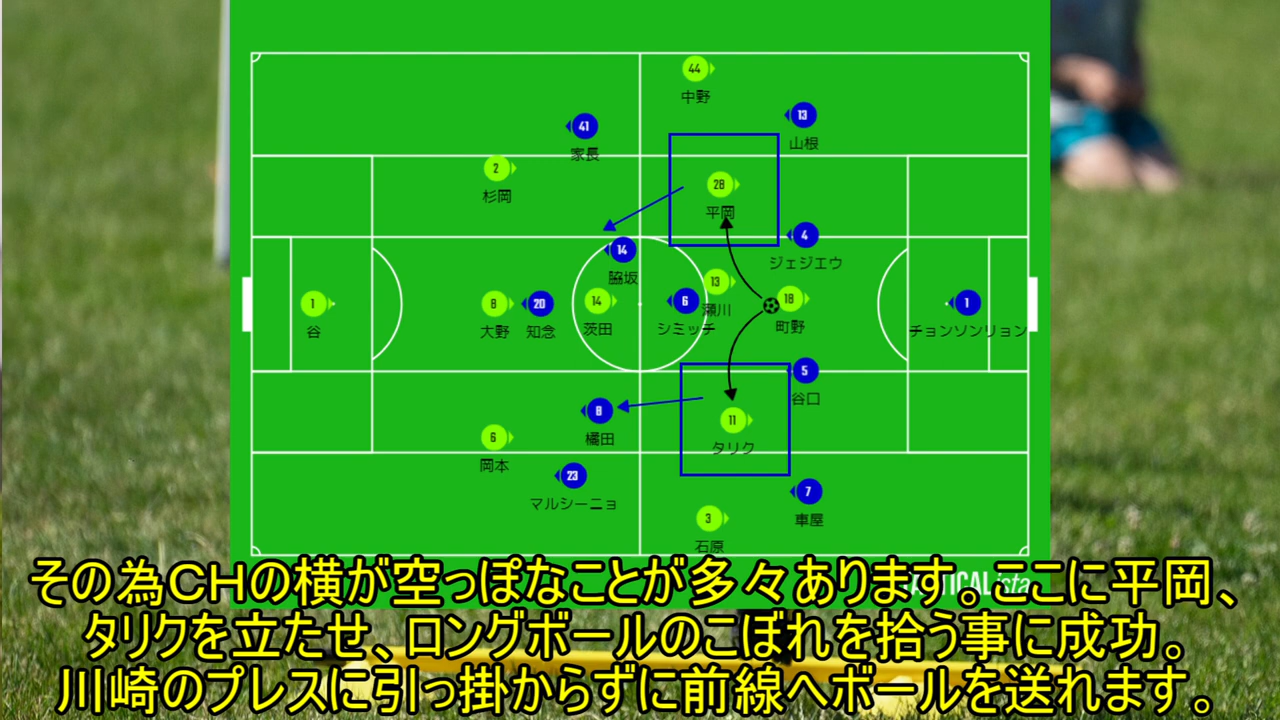 44
中野
13
山根
41
家長
2
杉岡
28
平岡
4
ジェジエウ
14
脇坂
13
瀬川
1
谷
8
大野
20
知念
14
茨田
6
シミッチ
18
町野
1
チョンソンリョン
5
谷口
8
橘田
11
タリク
6
岡本
23
マルシーニョ
7
車屋
3
石原
TACTICALista
その為CHの横が空っぽなことが多々あります。ここに平岡、
タリクを立たせ、ロングボールのこぼれを拾う事に成功。
川崎のプレスに引っ掛からずに前線へボールを送れます。